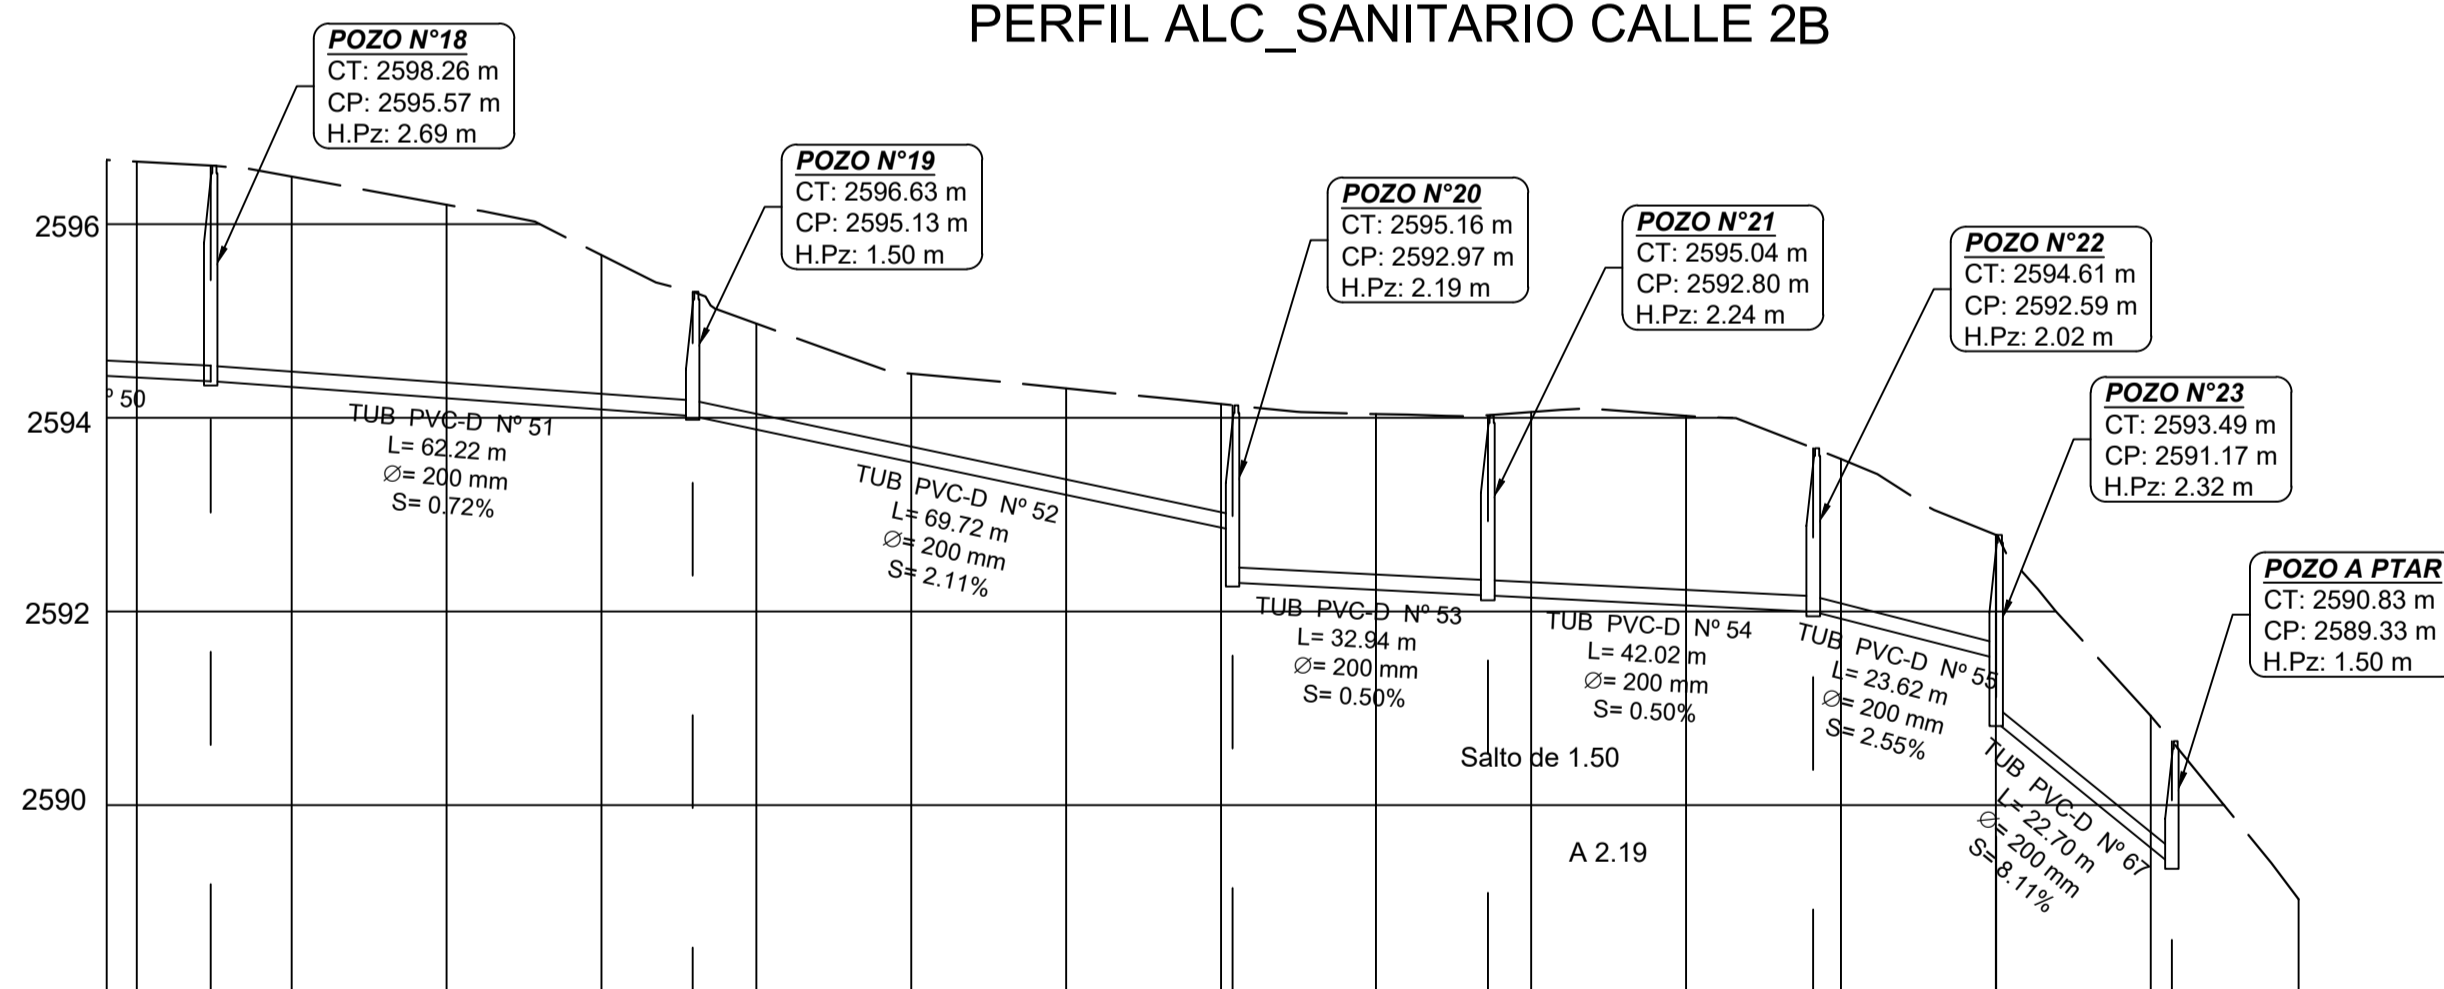 PERFIL ALC_SANITARIO CALLE 2B
POZO N°18
CT: 2598.26 m
CP: 2595.57 m
H.Pz: 2.69 m
POZO N°19
CT: 2596.63 m
CP: 2595.13 m
H.Pz: 1.50 m
POZO N°20
CT: 2595.16 m
CP: 2592.97 m
H.Pz: 2.19 m
POZO N°21
CT: 2595.04 m
CP: 2592.80 m
H.Pz: 2.24 m
POZO N°22
CT: 2594.61 m
CP: 2592.59 m
H.Pz: 2.02 m
POZO N°23
CT: 2593.49 m
CP: 2591.17 m
H.Pz: 2.32 m
POZO A PTAR
CT: 2590.83 m
CP: 2589.33 m
H.Pz: 1.50 m
2596
2594
2592
2590
º 50
TUB PVC-D Nº 51
L= 62.22 m
Ø= 200 mm
S= 0.72%
TUB PVC-D Nº 52
L= 69.72 m
Ø= 200 mm
S= 2.11%
TUB PVC-D Nº 53
L= 32.94 m
Ø= 200 mm
S= 0.50%
TUB PVC-D Nº 54
L= 42.02 m
Ø= 200 mm
S= 0.50%
TUB PVC-D Nº 55
L= 23.62 m
Ø= 200 mm
S= 2.55%
TUB PVC-D Nº 67
L= 22.70 m
Ø= 200 mm
S= 8.11%
Salto de 1.50
A 2.19